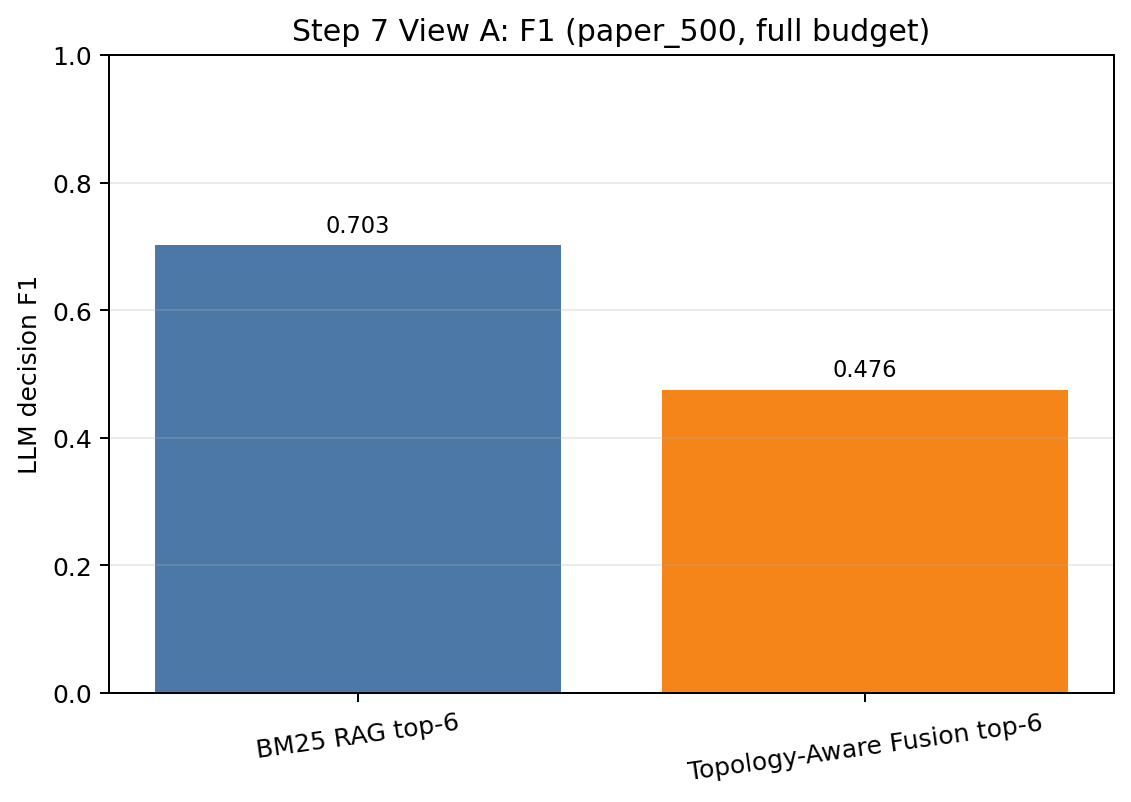 Step 7 View A: F1 (paper_500, full budget)
LLM decision F1
1.0
0.8
0.6
0.4
0.2
0.0
0.703
0.476
BM25 RAG top-6
Topology-Aware Fusion top-6